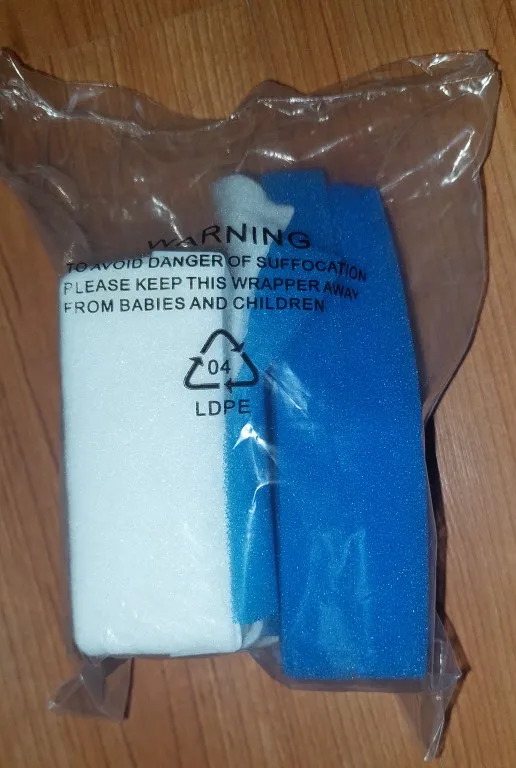 WARNING
TO AVOID DANGER OF SUFFOCATION
PLEASE KEEP THIS WRAPPER AWAY
FROM BABIES AND CHILDREN
04
LDPE